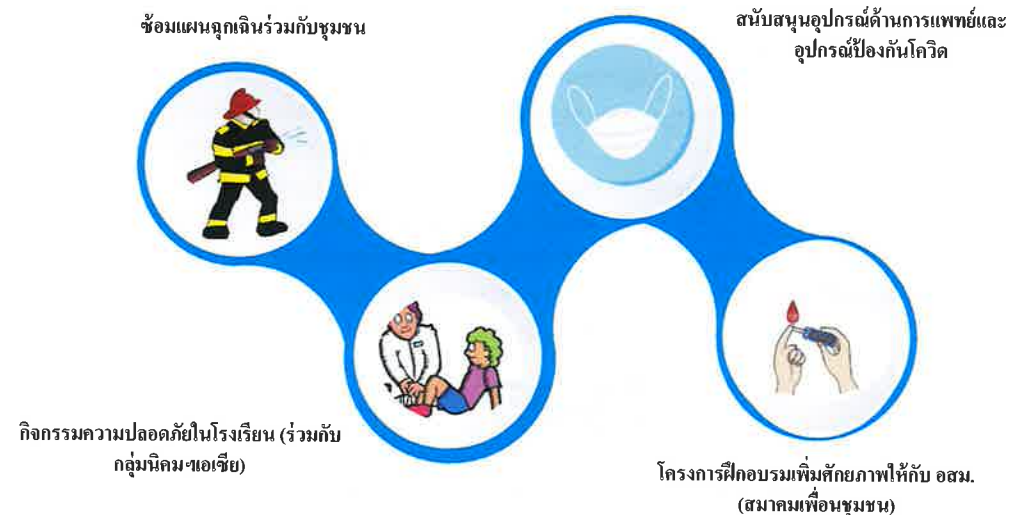 ซ้อมแผนฉุกเฉินร่วมกับชุมชน
สนับสนุนอุปกรณ์ด้านการแพทย์และ
อุปกรณ์ป้องกันโควิด
กิจกรรมความปลอดภัยในโรงเรียน (ร่วมกับ
กลุ่มนิคมฯเอเซีย)
โครงการฝึกอบรมเพิ่มศักยภาพให้กับ อสม.
(สมาคมเพื่อนชุมชน)